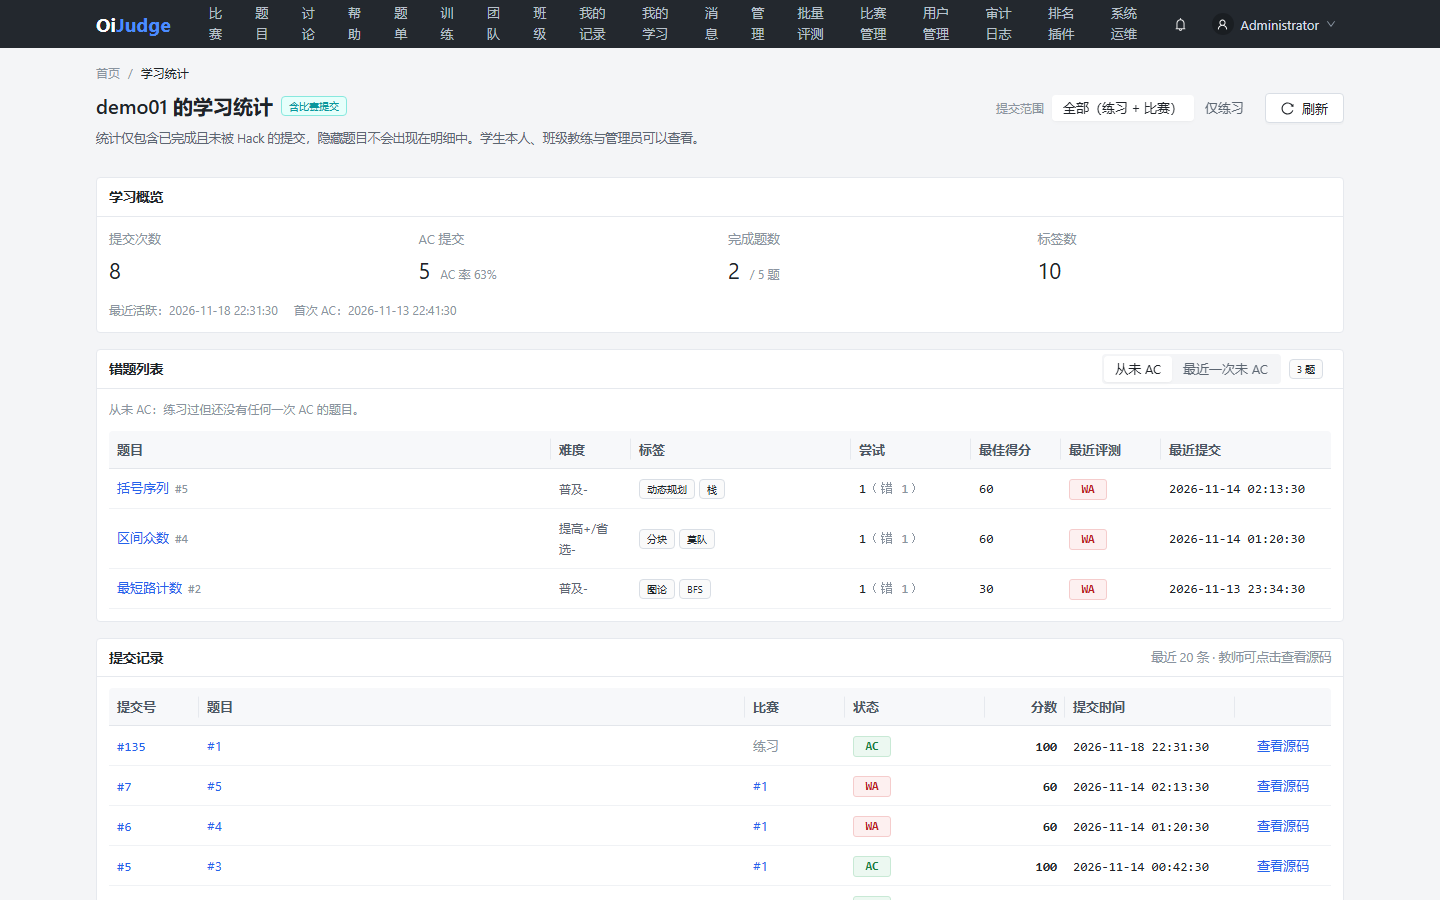 OiJudge 比赛 题目 讨论 帮助 题单 训练 团队 班级 我的记录 我的学习 消息 管理 批量评测 比赛管理 用户管理 审计日志 排名插件 系统运维 Administrator
首页 / 学习统计
demo01 的学习统计 含比赛提交 提交范围 全部（练习 + 比赛） 仅练习 刷新
统计仅包含已完成且未被 Hack 的提交，隐藏题目不会出现在明细中。学生本人、班级教练与管理员可以查看。
学习概览
提交次数 AC 提交 完成题数 标签数
8 5 AC 率 63% 2 / 5 题 10
最近活跃：2026-11-18 22:31:30 首次 AC：2026-11-13 22:41:30
错题列表 从未 AC 最近一次未 AC 3 题
从未 AC：练习过但还没有任何一次 AC 的题目。
题目 难度 标签 尝试 最佳得分 最近评测 最近提交
括号序列 #5 普及- 动态规划 栈 1（错 1） 60 WA 2026-11-14 02:13:30
区间众数 #4 提高+/省选- 分块 莫队 1（错 1） 60 WA 2026-11-14 01:20:30
最短路计数 #2 普及- 图论 BFS 1（错 1） 30 WA 2026-11-13 23:34:30
提交记录 最近 20 条 · 教师可点击查看源码
提交号 题目 比赛 状态 分数 提交时间
#135 #1 练习 AC 100 2026-11-18 22:31:30 查看源码
#7 #5 #1 WA 60 2026-11-14 02:13:30 查看源码
#6 #4 #1 WA 60 2026-11-14 01:20:30 查看源码
#5 #3 #1 AC 100 2026-11-14 00:42:30 查看源码